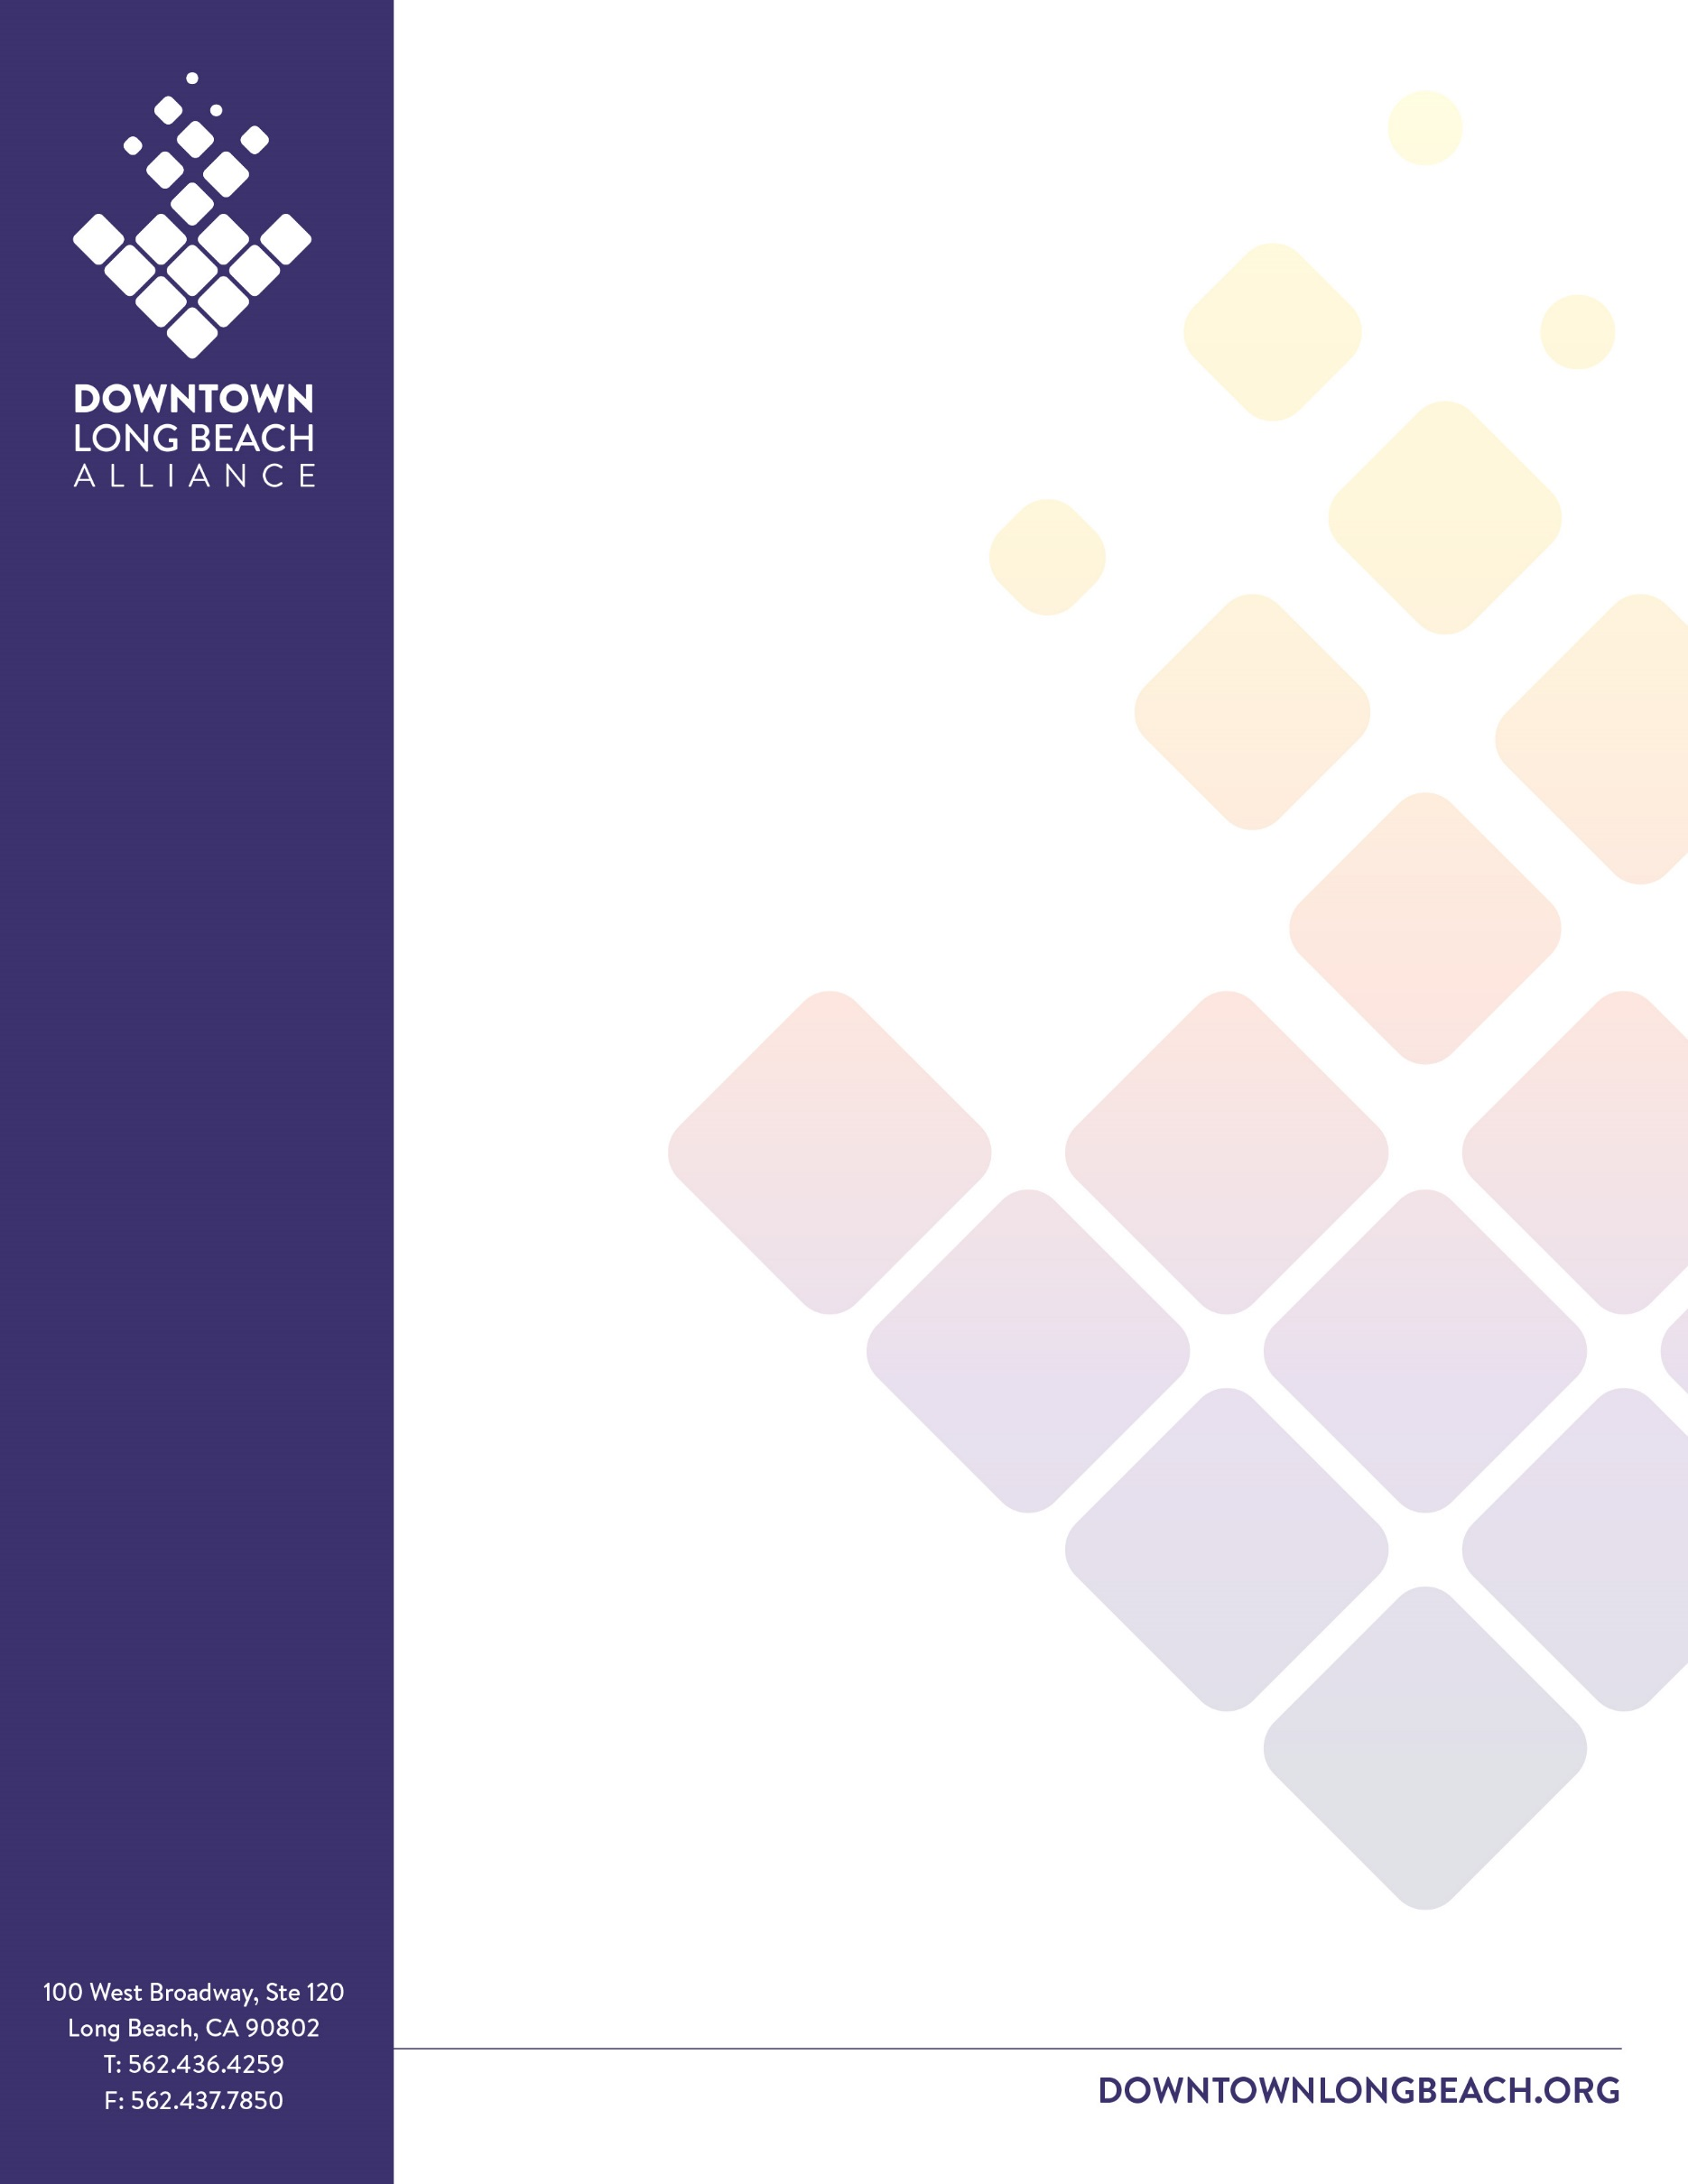 DOWNTOWN
LONG BEACH
ALLIANCE
100 West Broadway, Ste 120
Long Beach, CA 90802
T: 562.436.4259
F: 562.437.7850
DOWNTOWNLONGBEACH.ORG